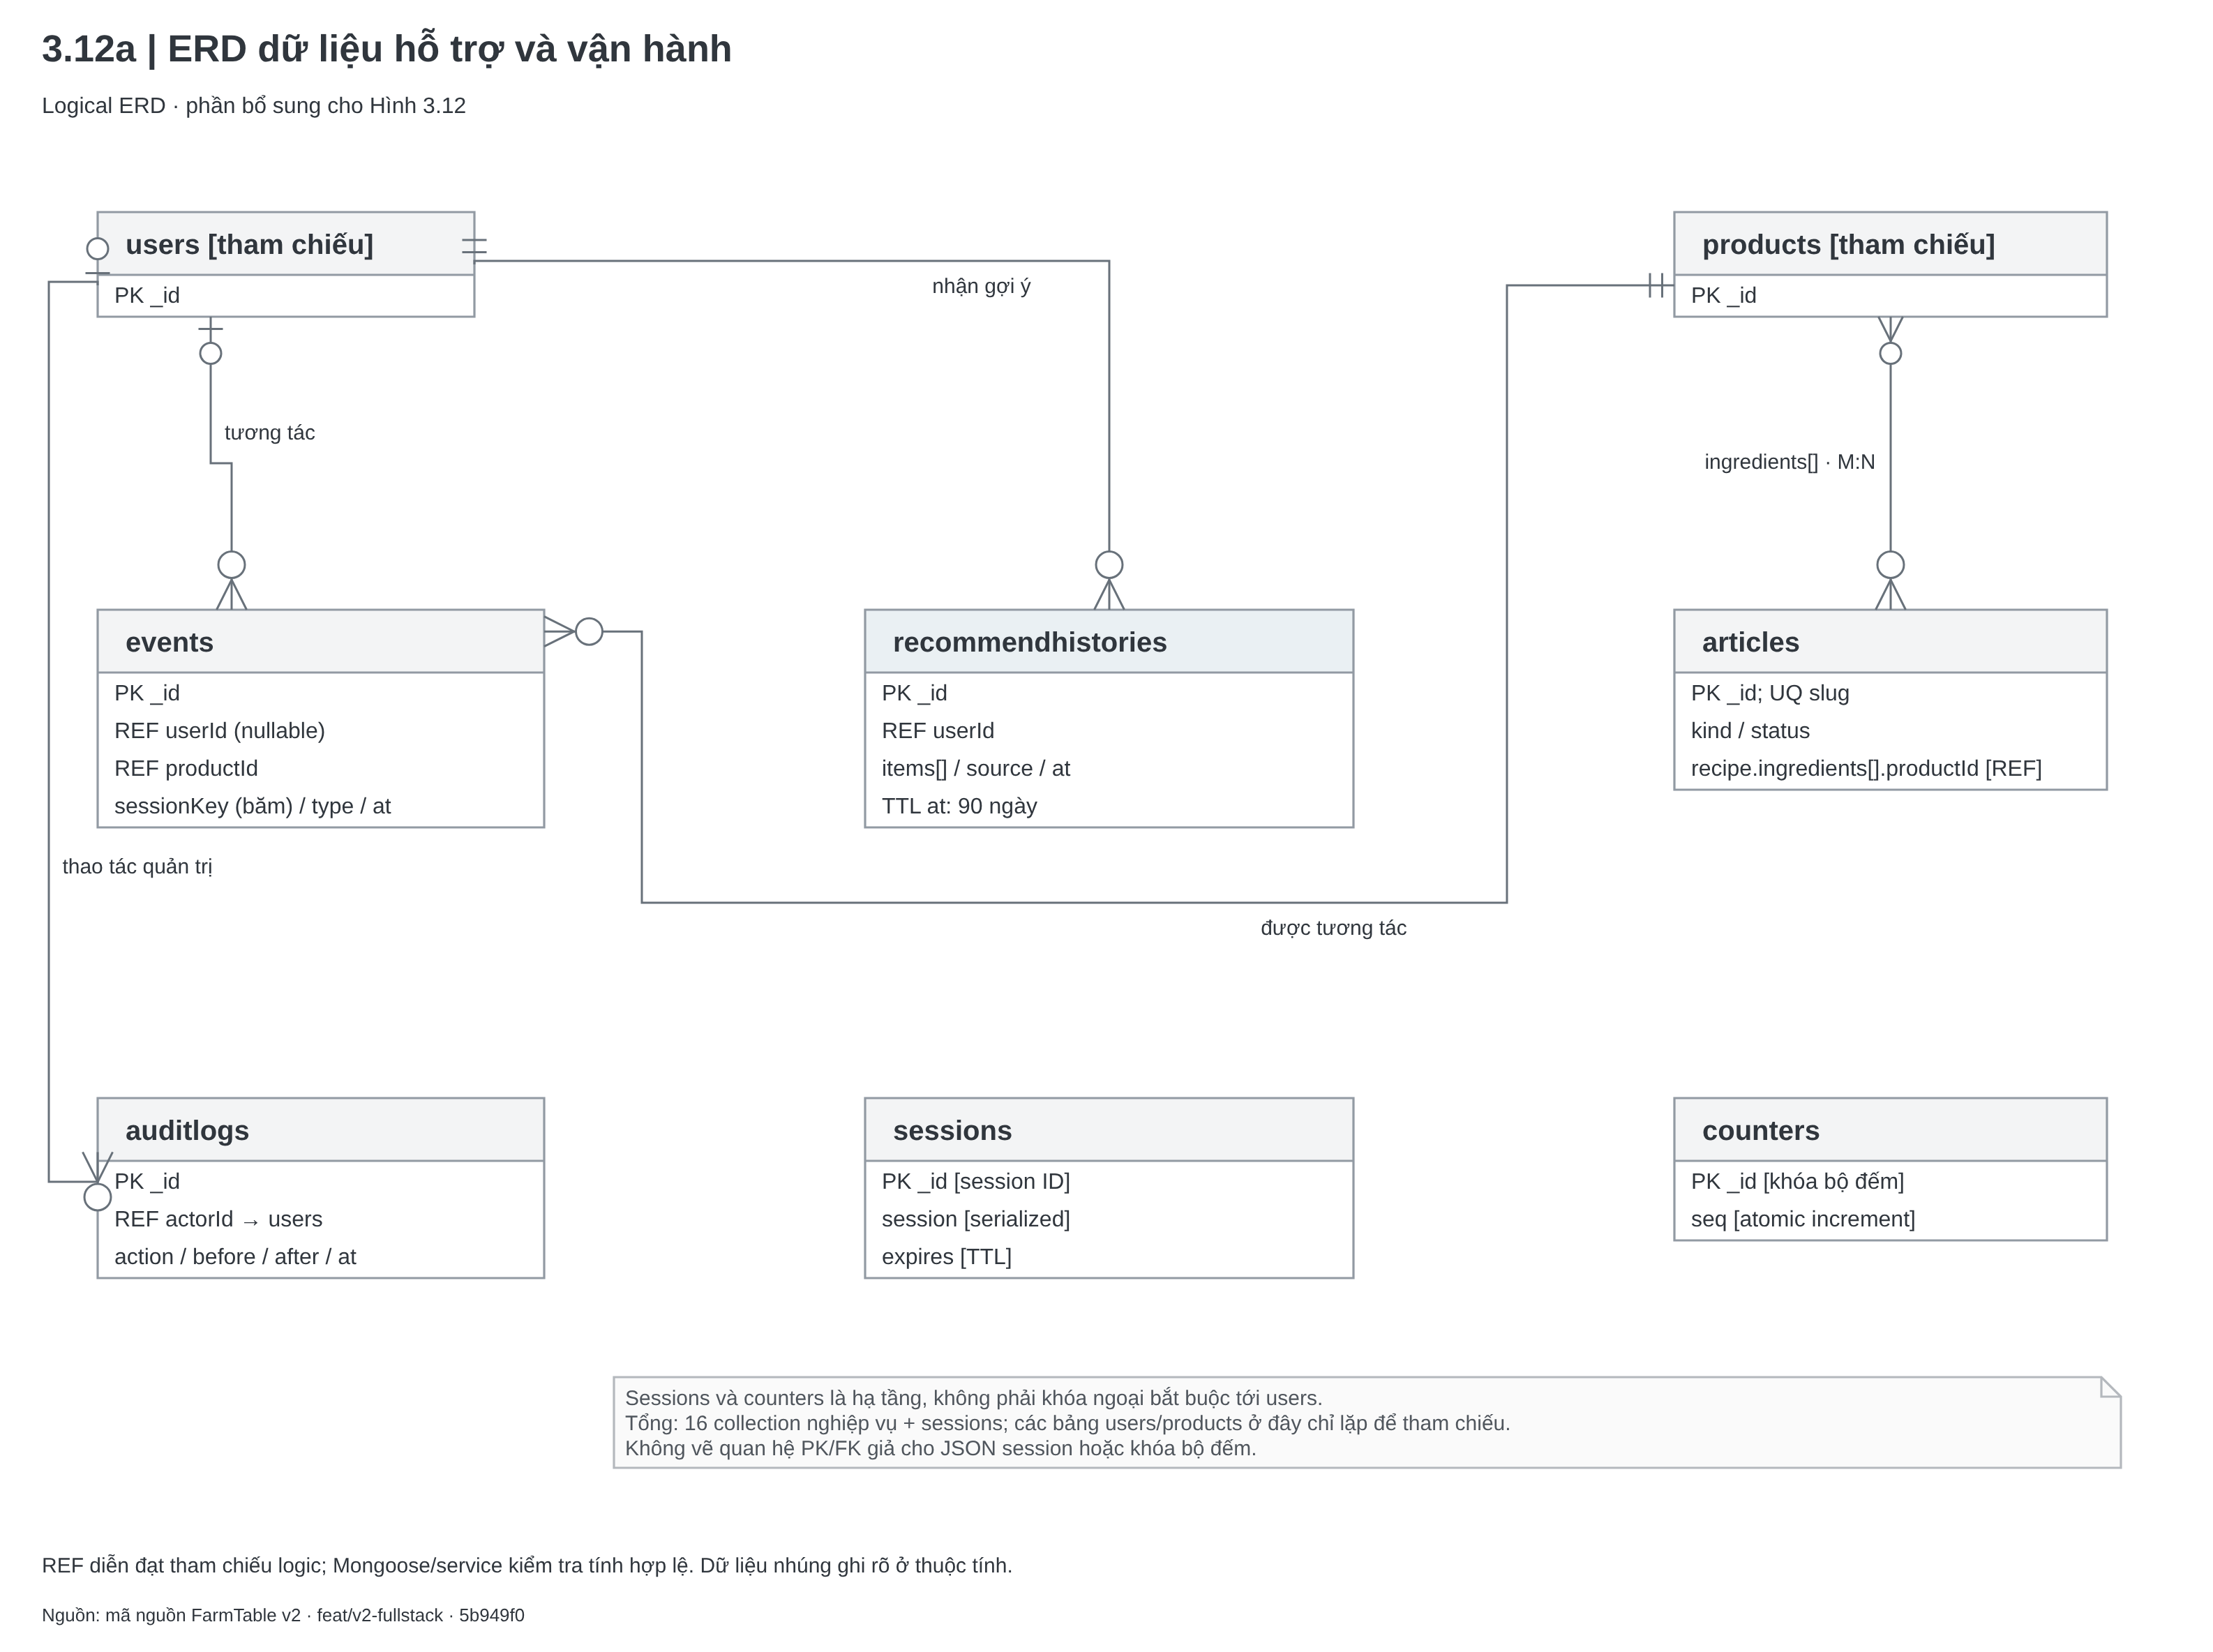 3.12a | ERD dữ liệu hỗ trợ và vận hành
Logical ERD · phần bổ sung cho Hình 3.12
users [tham chiếu]
PK _id
nhận gợi ý
products [tham chiếu]
PK _id
tương tác
ingredients[] · M:N
events
PK _id
REF userId (nullable)
REF productId
sessionKey (băm) / type / at
recommendhistories
PK _id
REF userId
items[] / source / at
TTL at: 90 ngày
articles
PK _id; UQ slug
kind / status
recipe.ingredients[].productId [REF]
thao tác quản trị
được tương tác
auditlogs
PK _id
REF actorId → users
action / before / after / at
sessions
PK _id [session ID]
session [serialized]
expires [TTL]
counters
PK _id [khóa bộ đếm]
seq [atomic increment]
Sessions và counters là hạ tầng, không phải khóa ngoại bắt buộc tới users.
Tổng: 16 collection nghiệp vụ + sessions; các bảng users/products ở đây chỉ lặp để tham chiếu.
Không vẽ quan hệ PK/FK giả cho JSON session hoặc khóa bộ đếm.
REF diễn đạt tham chiếu logic; Mongoose/service kiểm tra tính hợp lệ. Dữ liệu nhúng ghi rõ ở thuộc tính.
Nguồn: mã nguồn FarmTable v2 · feat/v2-fullstack · 5b949f0